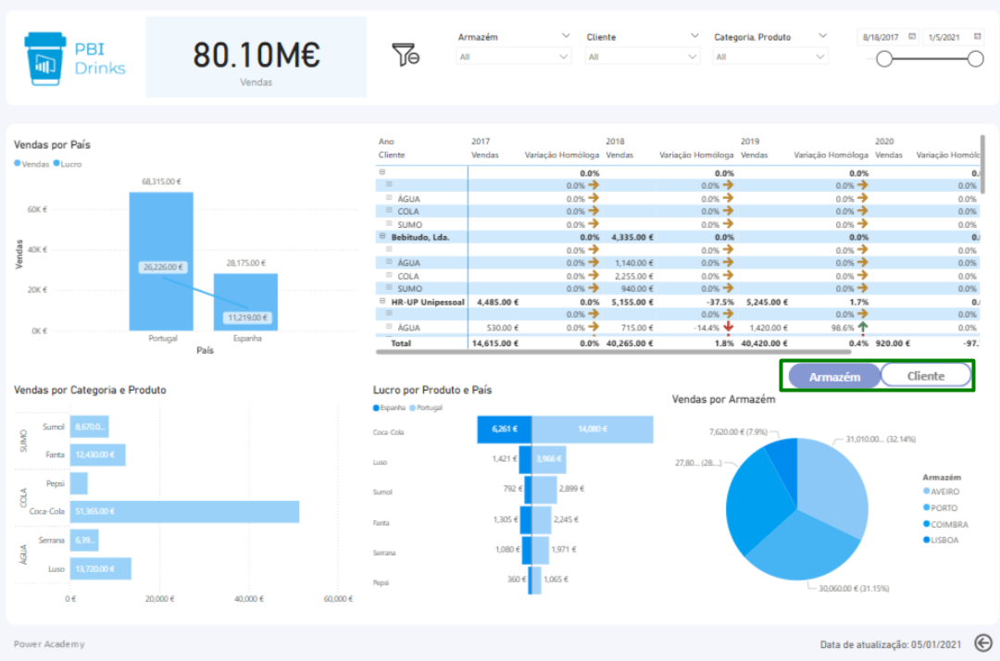 PBI
Drinks
80.10M€
Vendas
Armazém
All
Cliente
All
Categoria, Produto
All
8/18/2017
1/5/2021
Vendas por País
Vendas Lucro
Vendas
60K €
40K €
20K €
0K €
68,315.00 €
26,226.00 €
28,175.00 €
11,219.00 €
Portugal Espanha
País
Ano 2017 2018 2019 2020
Cliente Vendas Variação Homóloga Vendas Variação Homóloga Vendas Variação Homóloga Vendas Variação Homólo
0.0% 0.0% 0.0% 0.
0.0% 0.0% 0.0% 0.0%
ÁGUA 0.0% 0.0% 0.0% 0.0%
COLA 0.0% 0.0% 0.0% 0.0%
SUMO 0.0% 0.0% 0.0% 0.0%
Bebitudo, Lda. 0.0% 4,335.00 € 0.0% 0.0% 0.
0.0% 0.0% 0.0% 0.0%
ÁGUA 0.0% 1,140.00 € 0.0% 0.0% 0.0%
COLA 0.0% 2,255.00 € 0.0% 0.0% 0.0%
SUMO 0.0% 940.00 € 0.0% 0.0% 0.0%
HR-UP Unipessoal 4,485.00 € 0.0% 5,155.00 € -37.5% 5,245.00 € 1.7% 0.
0.0% 0.0% 0.0% 0.0%
ÁGUA 530.00 € 0.0% 715.00 € -14.4% 1,420.00 € 98.6% 0.0%
Total 14,615.00 € 0.0% 40,265.00 € 1.8% 40,420.00 € 0.4% 920.00 € -97.
Armazém Cliente
Vendas por Categoria e Produto
SUMO
Sumol 8,670.0...
Fanta 12,430.00 €
COLA
Pepsi
Coca-Cola 51,365.00 €
ÁGUA
Serrana 6,39...
Luso 13,720.00 €
0 € 20,000 € 40,000 € 60,000 €
Lucro por Produto e País
Espanha Portugal
Coca-Cola 6,261 € 14,080 €
Luso 1,421 € 3,966 €
Sumol 792 € 2,899 €
Fanta 1,305 € 2,245 €
Serrana 1,080 € 1,971 €
Pepsi 360 € 1,065 €
Vendas por Armazém
7,620.00 € (7.9%)
31,010.00... (32.14%)
27,80... (28....)
30,060.00 € (31.15%)
Armazém
AVEIRO
PORTO
COIMBRA
LISBOA
Power Academy
Data de atualização: 05/01/2021